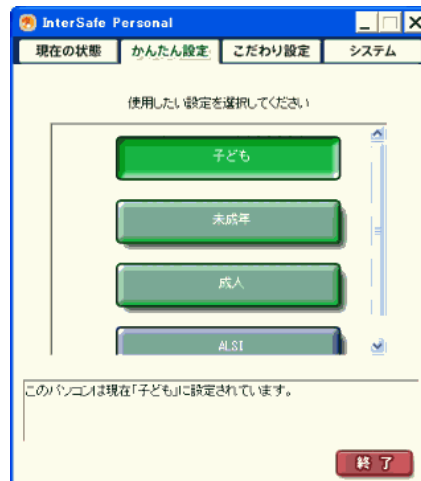 InterSafe Personal
現在の状態 かんたん設定 こだわり設定 システム
使用したい設定を選択してください
子ども
未成年
成人
ALSI
このパソコンは現在「子ども」に設定されています。
終了